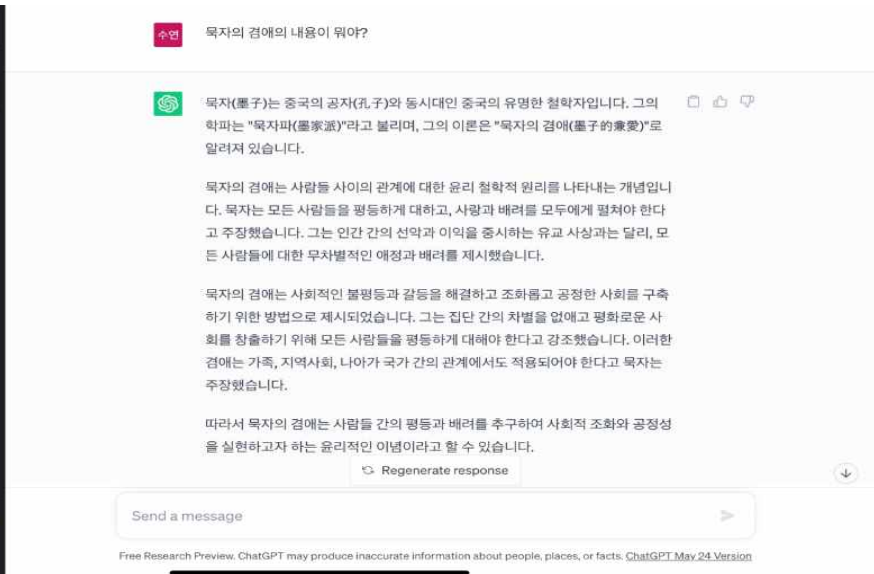 수연
묵자의 겸애의 내용이 뭐야?
묵자(墨子)는 중국의 공자(孔子)와 동시대인 중국의 유명한 철학자입니다. 그의
학파는 "묵자파(墨家派)"라고 불리며, 그의 이론은 "묵자의 겸애(墨子的兼愛)"로
알려져 있습니다.
묵자의 겸애는 사람들 사이의 관계에 대한 윤리 철학적 원리를 나타내는 개념입니
다. 묵자는 모든 사람들을 평등하게 대하고, 사랑과 배려를 모두에게 펼쳐야 한다
고 주장했습니다. 그는 인간 간의 선악과 이익을 중시하는 유교 사상과는 달리, 모
든 사람들에 대한 무차별적인 애정과 배려를 제시했습니다.
묵자의 겸애는 사회적인 불평등과 갈등을 해결하고 조화롭고 공정한 사회를 구축
하기 위한 방법으로 제시되었습니다. 그는 집단 간의 차별을 없애고 평화로운 사
회를 창출하기 위해 모든 사람들을 평등하게 대해야 한다고 강조했습니다. 이러한
겸애는 가족, 지역사회, 나아가 국가 간의 관계에서도 적용되어야 한다고 묵자는
주장했습니다.
따라서 묵자의 겸애는 사람들 간의 평등과 배려를 추구하여 사회적 조화와 공정성
을 실현하고자 하는 윤리적인 이념이라고 할 수 있습니다.
Regenerate response
Send a message
Free Research Preview. ChatGPT may produce inaccurate information about people, places, or facts. ChatGPT May 24 Version